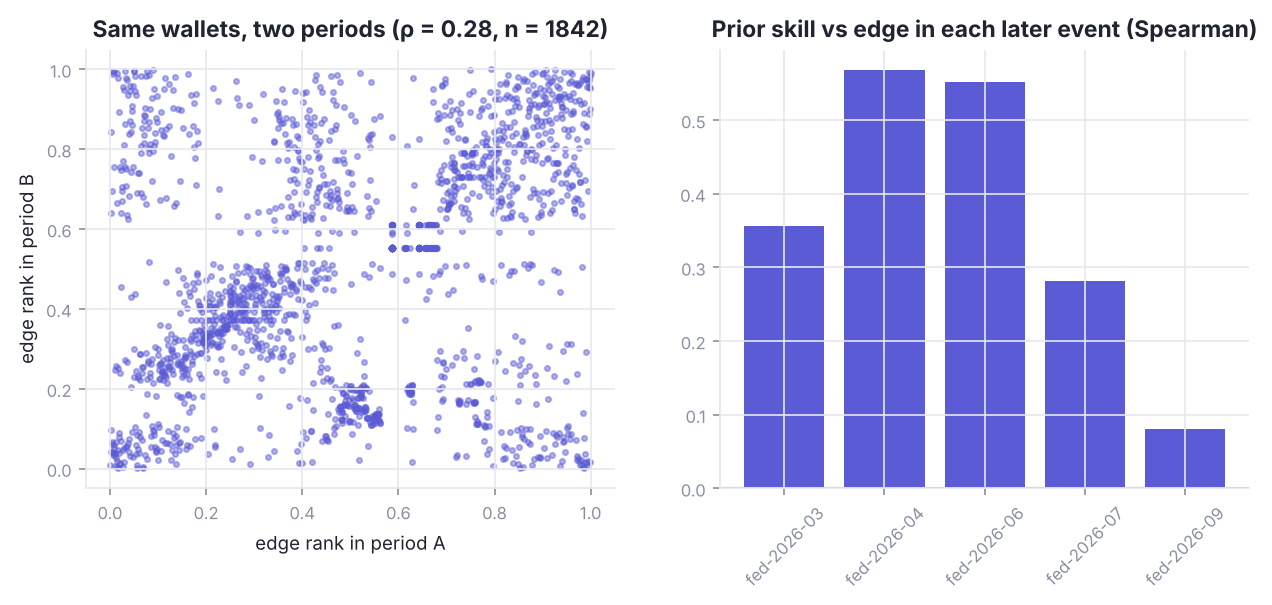 Same wallets, two periods (ρ = 0.28, n = 1842)
1.0
0.8
0.6
0.4
0.2
0.0
edge rank in period B
0.0 0.2 0.4 0.6 0.8 1.0
edge rank in period A
Prior skill vs edge in each later event (Spearman)
0.5
0.4
0.3
0.2
0.1
0.0
fed-2026-03
fed-2026-04
fed-2026-06
fed-2026-07
fed-2026-09